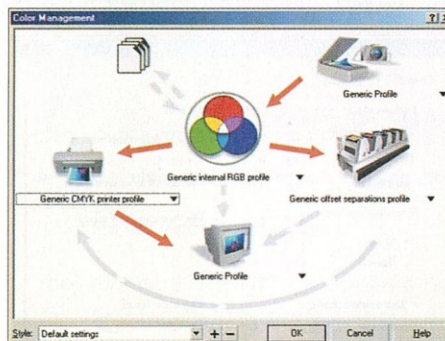 Color Management
Generic Profile
Generic internal RGB profile
Generic CMYK printer profile
Generic offset separations profile
Generic Profile
Style: Default settings + − OK Cancel Help